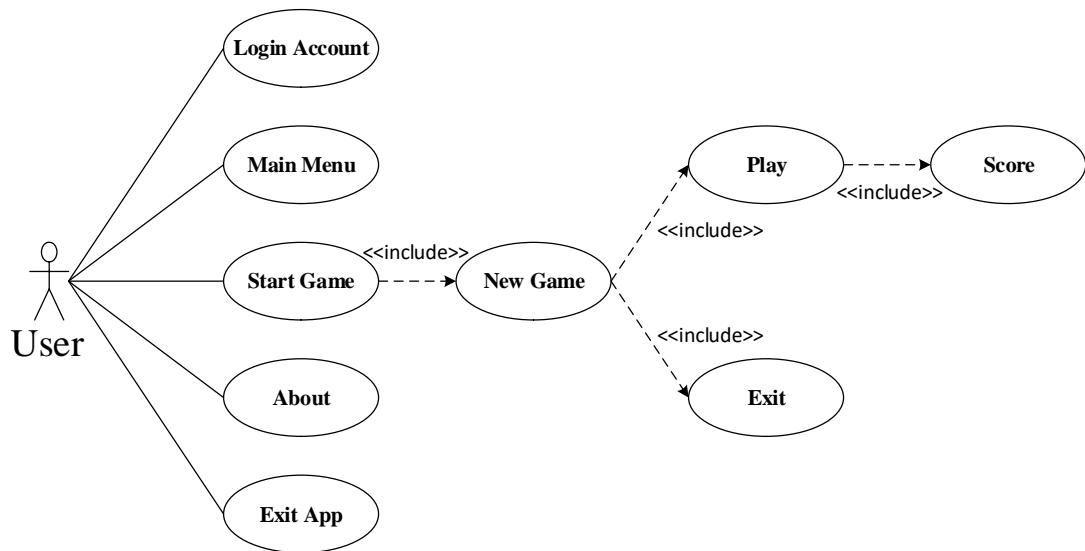 Login Account
Main Menu
Play
Score
<<include>>
<<include>>
<<include>>
Start Game
New Game
User
<<include>>
About
Exit
Exit App